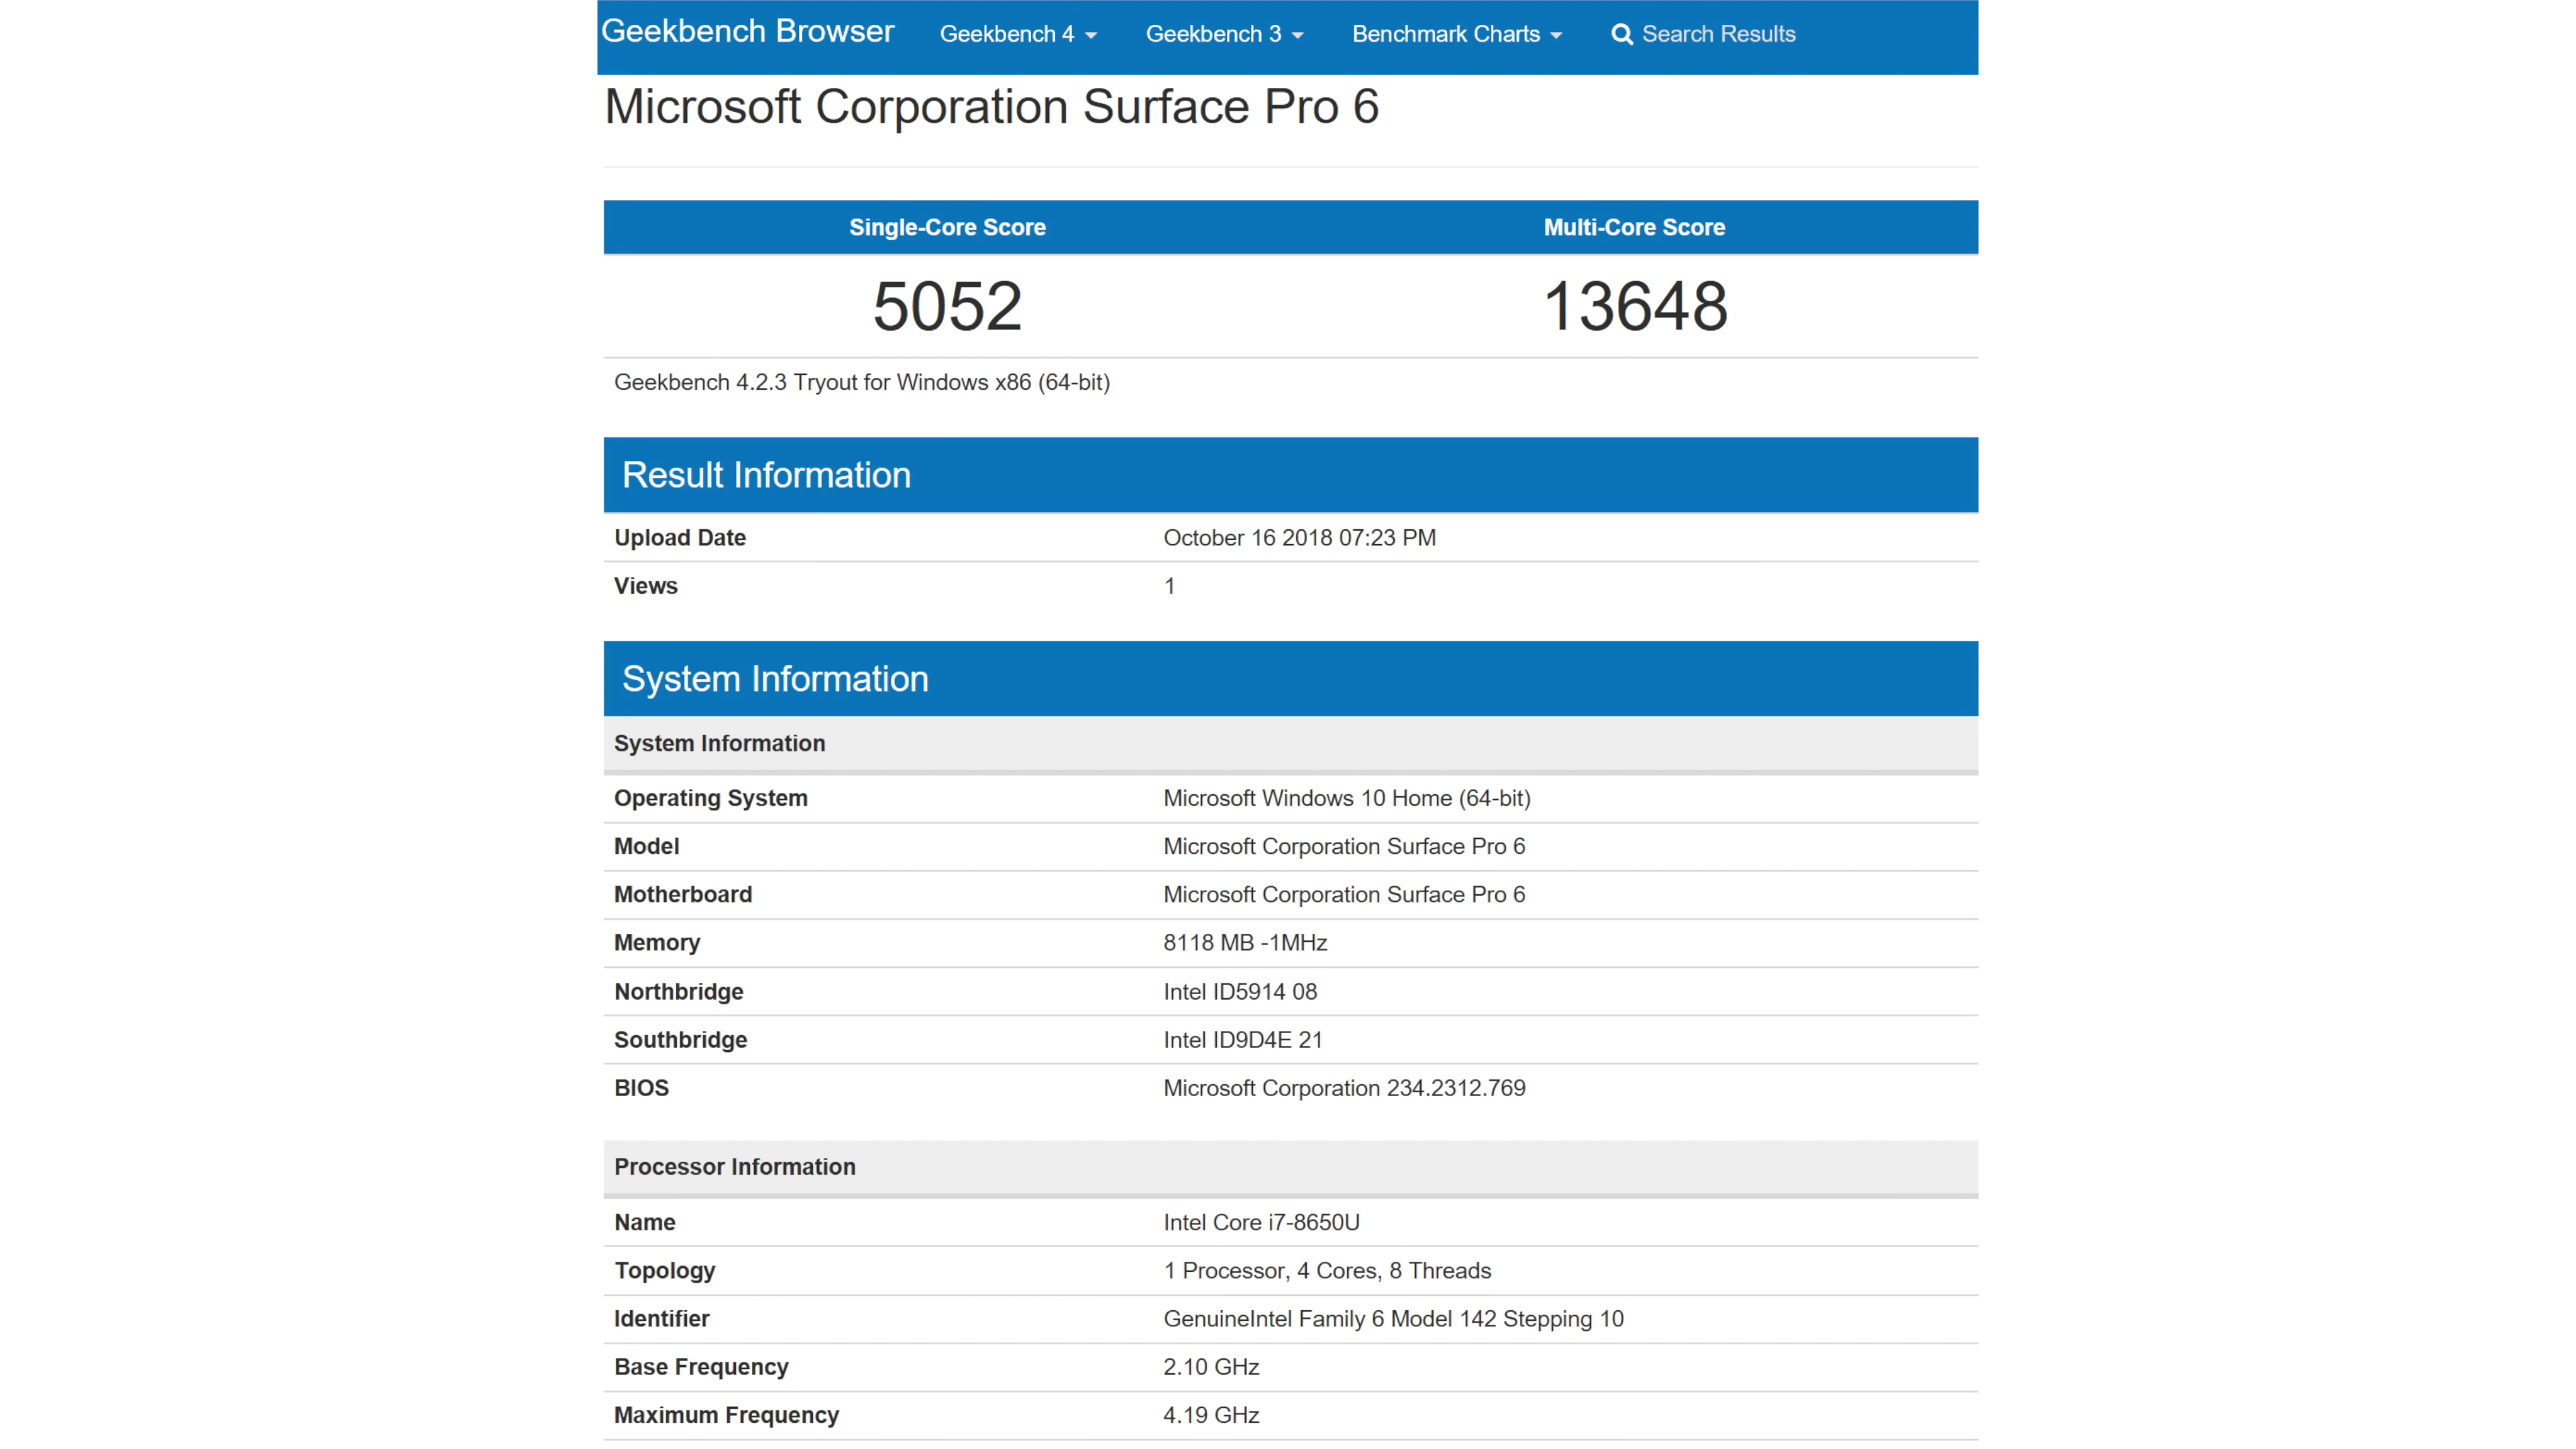 Geekbench Browser Geekbench 4 Geekbench 3 Benchmark Charts Search Results
Microsoft Corporation Surface Pro 6
Single-Core Score Multi-Core Score
5052 13648
Geekbench 4.2.3 Tryout for Windows x86 (64-bit)
Result Information
Upload Date October 16 2018 07:23 PM
Views 1
System Information
System Information
Operating System Microsoft Windows 10 Home (64-bit)
Model Microsoft Corporation Surface Pro 6
Motherboard Microsoft Corporation Surface Pro 6
Memory 8118 MB -1MHz
Northbridge Intel ID5914 08
Southbridge Intel ID9D4E 21
BIOS Microsoft Corporation 234.2312.769
Processor Information
Name Intel Core i7-8650U
Topology 1 Processor, 4 Cores, 8 Threads
Identifier GenuineIntel Family 6 Model 142 Stepping 10
Base Frequency 2.10 GHz
Maximum Frequency 4.19 GHz